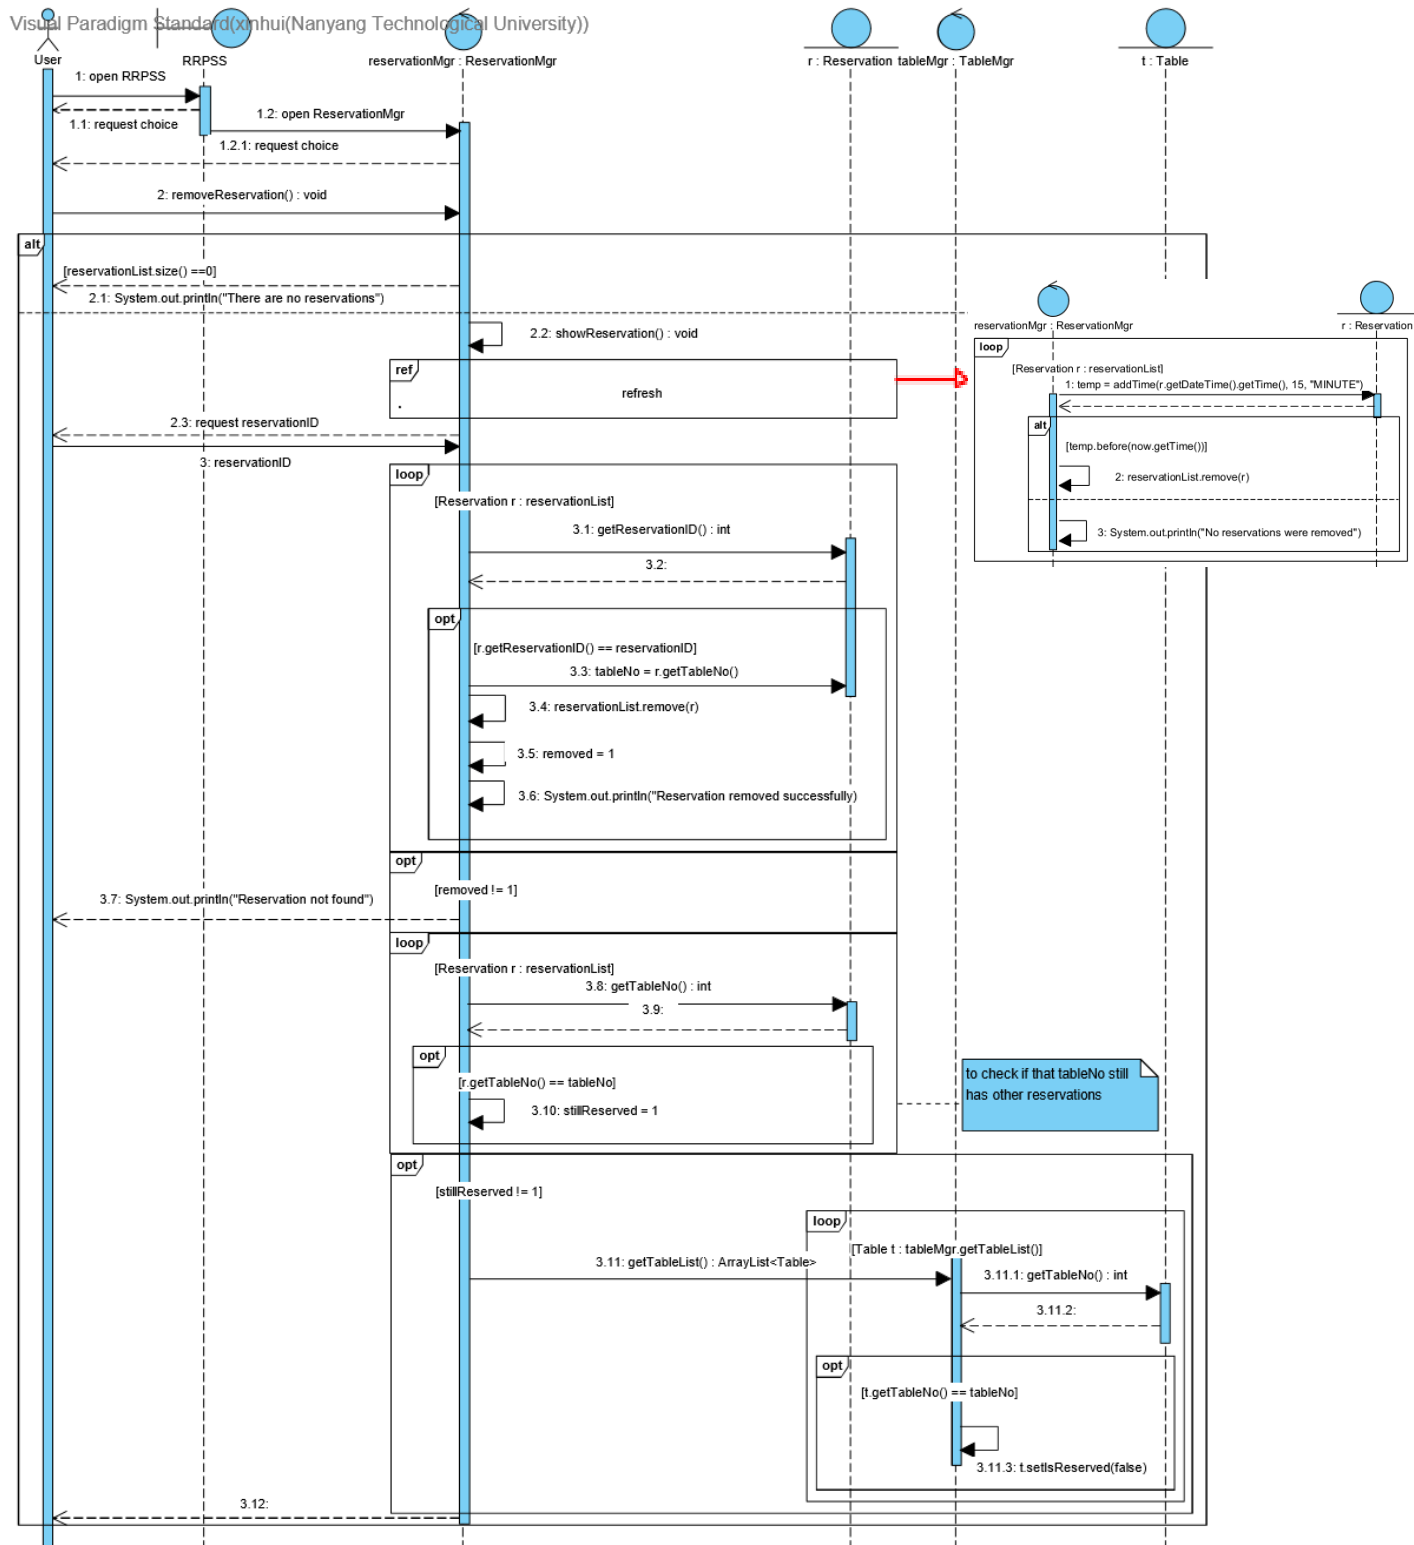 Visual Paradigm Standard(xinhui(Nanyang Technological University))
User
RRPSS
reservationMgr : ReservationMgr
r : Reservation
tableMgr : TableMgr
t : Table
1: open RRPSS
1.1: request choice
1.2: open ReservationMgr
1.2.1: request choice
2: removeReservation() : void
alt
[reservationList.size() ==0]
2.1: System.out.println("There are no reservations")
2.2: showReservation() : void
ref
refresh
.
2.3: request reservationID
3: reservationID
reservationMgr : ReservationMgr
r : Reservation
loop
[Reservation r : reservationList]
1: temp = addTime(r.getDateTime().getTime(), 15, "MINUTE")
alt
[temp.before(now.getTime())]
2: reservationList.remove(r)
3: System.out.println("No reservations were removed")
loop
[Reservation r : reservationList]
3.1: getReservationID() : int
3.2:
opt
[r.getReservationID() == reservationID]
3.3: tableNo = r.getTableNo()
3.4: reservationList.remove(r)
3.5: removed = 1
3.6: System.out.println("Reservation removed successfully)
opt
[removed != 1]
3.7: System.out.println("Reservation not found")
loop
[Reservation r : reservationList]
3.8: getTableNo() : int
3.9:
opt
[r.getTableNo() == tableNo]
3.10: stillReserved = 1
to check if that tableNo still
has other reservations
opt
[stillReserved != 1]
loop
[Table t : tableMgr.getTableList()]
3.11: getTableList() : ArrayList<Table>
3.11.1: getTableNo() : int
3.11.2:
opt
[t.getTableNo() == tableNo]
3.11.3: t.setIsReserved(false)
3.12: